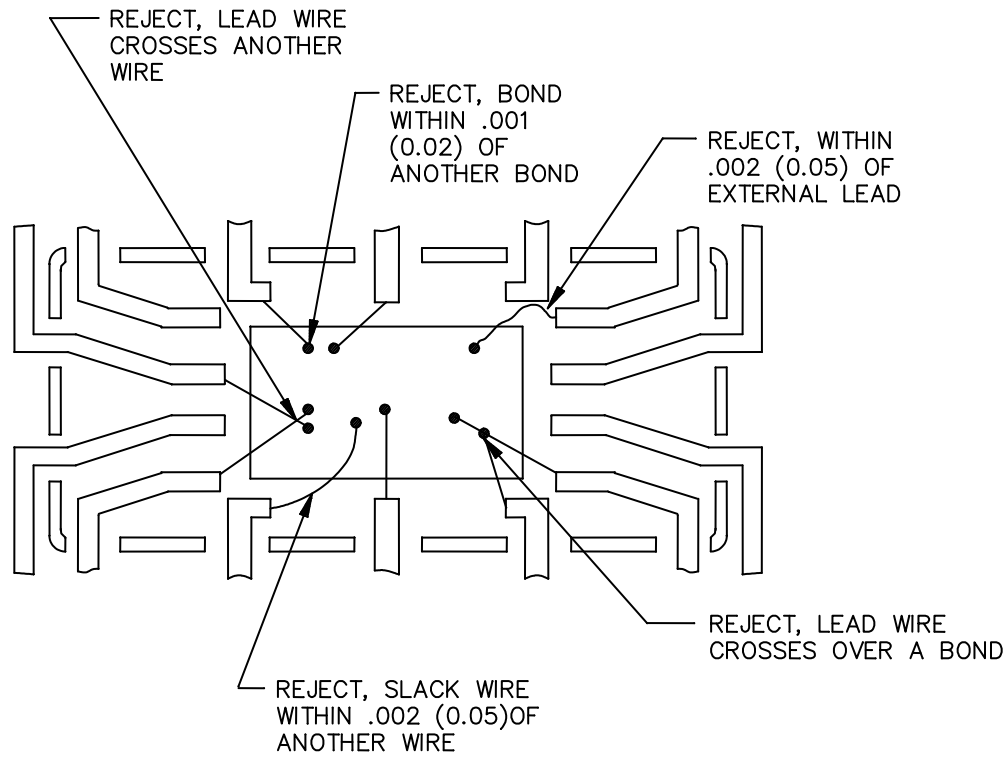 REJECT, LEAD WIRE
CROSSES ANOTHER
WIRE
REJECT, BOND
WITHIN .001
(0.02) OF
ANOTHER BOND
REJECT, WITHIN
.002 (0.05) OF
EXTERNAL LEAD
REJECT, LEAD WIRE
CROSSES OVER A BOND
REJECT, SLACK WIRE
WITHIN .002 (0.05)OF
ANOTHER WIRE